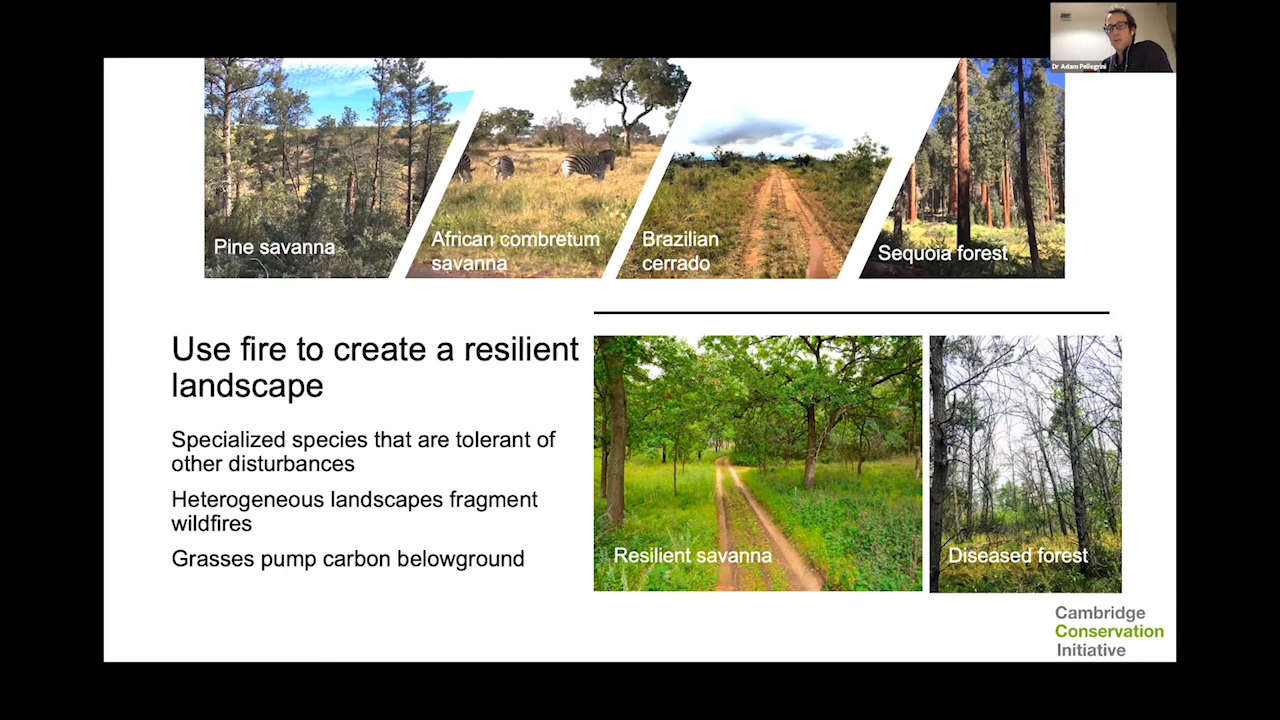 Dr Adam Pellegrini
Pine savanna
African combretum
savanna
Brazilian
cerrado
Sequoia forest
Use fire to create a resilient
landscape
Specialized species that are tolerant of
other disturbances
Heterogeneous landscapes fragment
wildfires
Grasses pump carbon belowground
Resilient savanna
Diseased forest
Cambridge
Conservation
Initiative